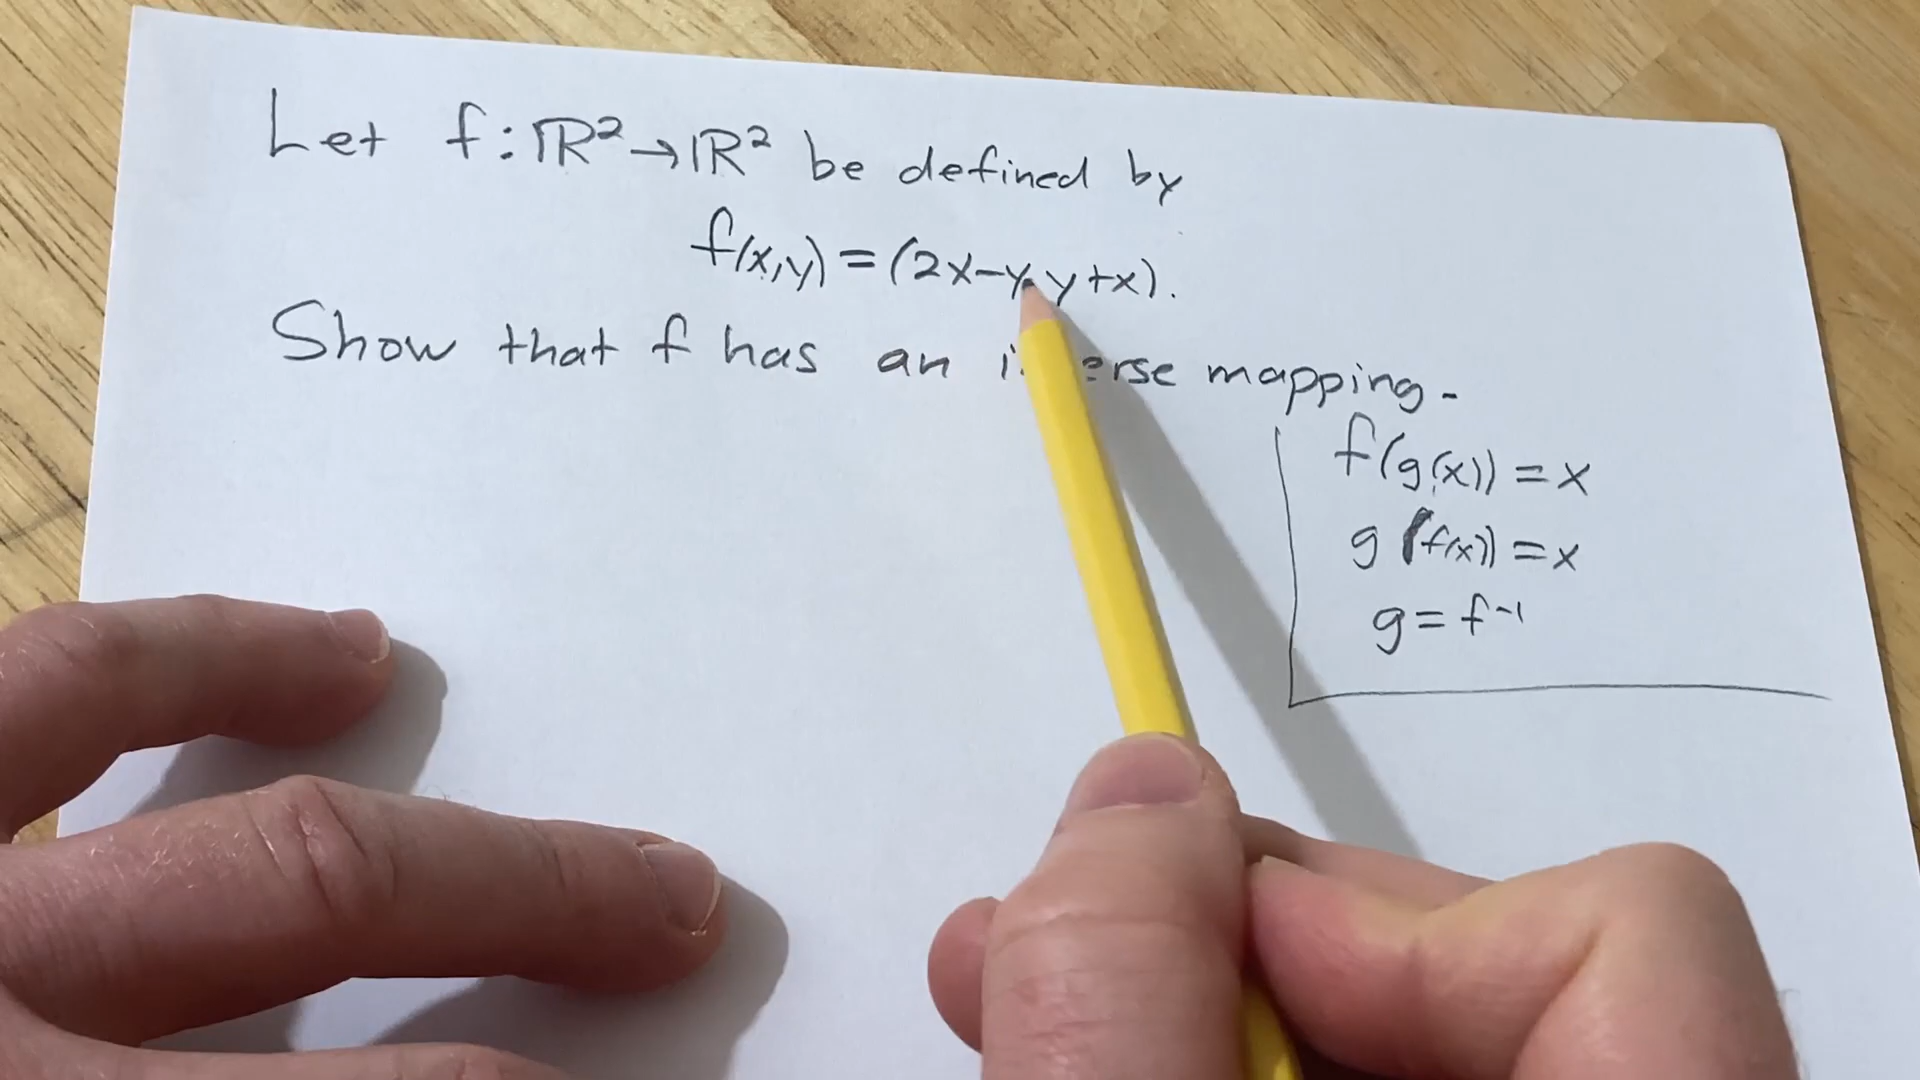 Let f: ℝ² → ℝ² be defined by
f(x,y) = (2x-y, y+x).
Show that f has an mapping.
f(g(x)) = x
g(f(x)) = x
g = f⁻¹